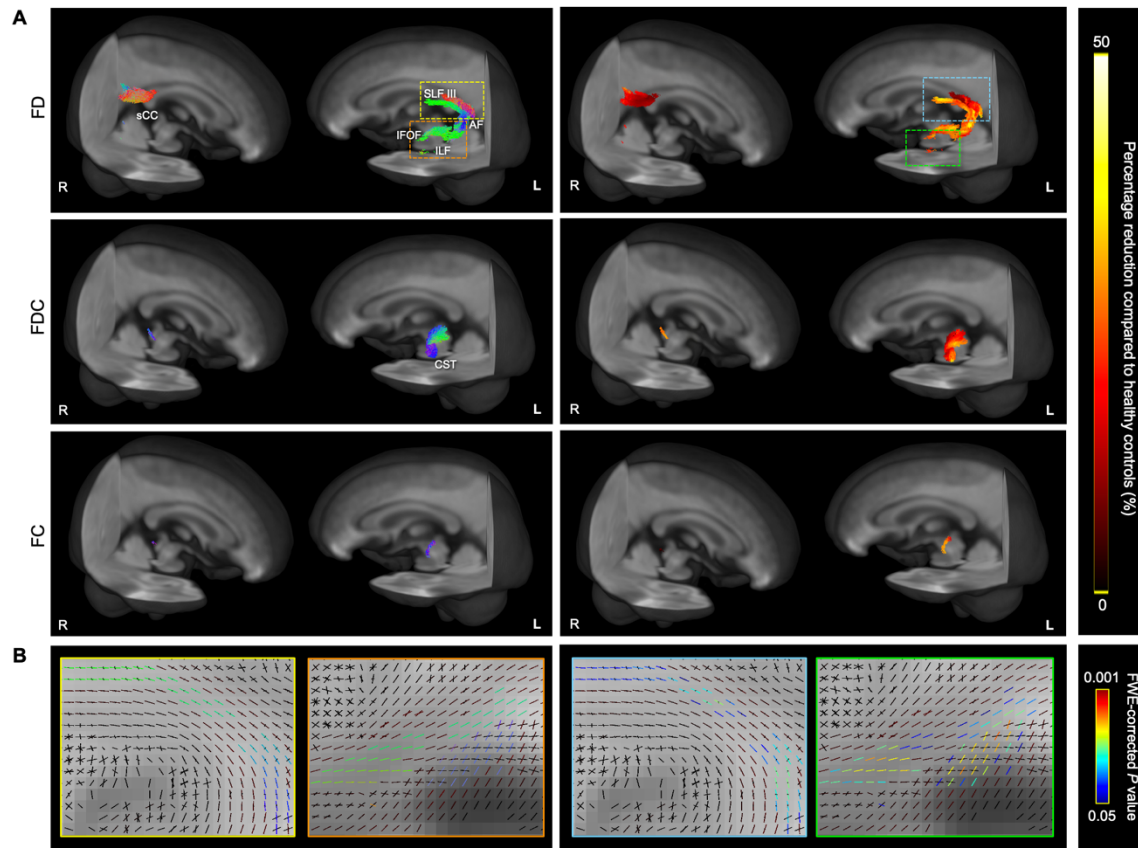 A
FD
sCC
R
SLF III
AF
IFOF
ILF
L
R
L
50
Percentage reduction compared to healthy controls (%)
0
FDC
R
CST
L
R
L
FC
R
L
R
L
B
0.001
FWE-corrected P value
0.05